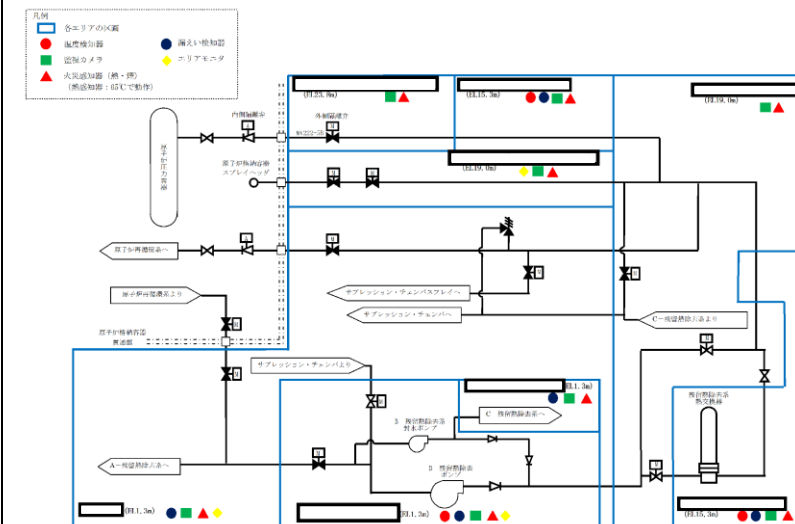 凡例
各エリアの区画
温度検知器
漏えい検知器
監視カメラ
エリアモニタ
火災感知器（熱・煙）
（熱感知器：65℃で動作）
(EL23.8m)
(EL15.3m)
(EL19.0m)
内側隔離弁
外側隔離弁
MV222-5B
原子炉圧力容器
原子炉格納容器
スプレイヘッダ
(EL19.0m)
原子炉再循環系へ
原子炉再循環系より
サプレッション・チェンバスプレイへ
サプレッション・チェンバへ
C－残留熱除去系より
原子炉格納容器
貫通部
サプレッション・チェンバより
(EL1.3m)
C－残留熱除去系へ
B－残留熱除去系
封水ポンプ
残留熱除去系
熱交換器
A－残留熱除去系へ
B－残留熱除去
ポンプ
(EL1.3m)
(EL1.3m)
(EL15.3m)